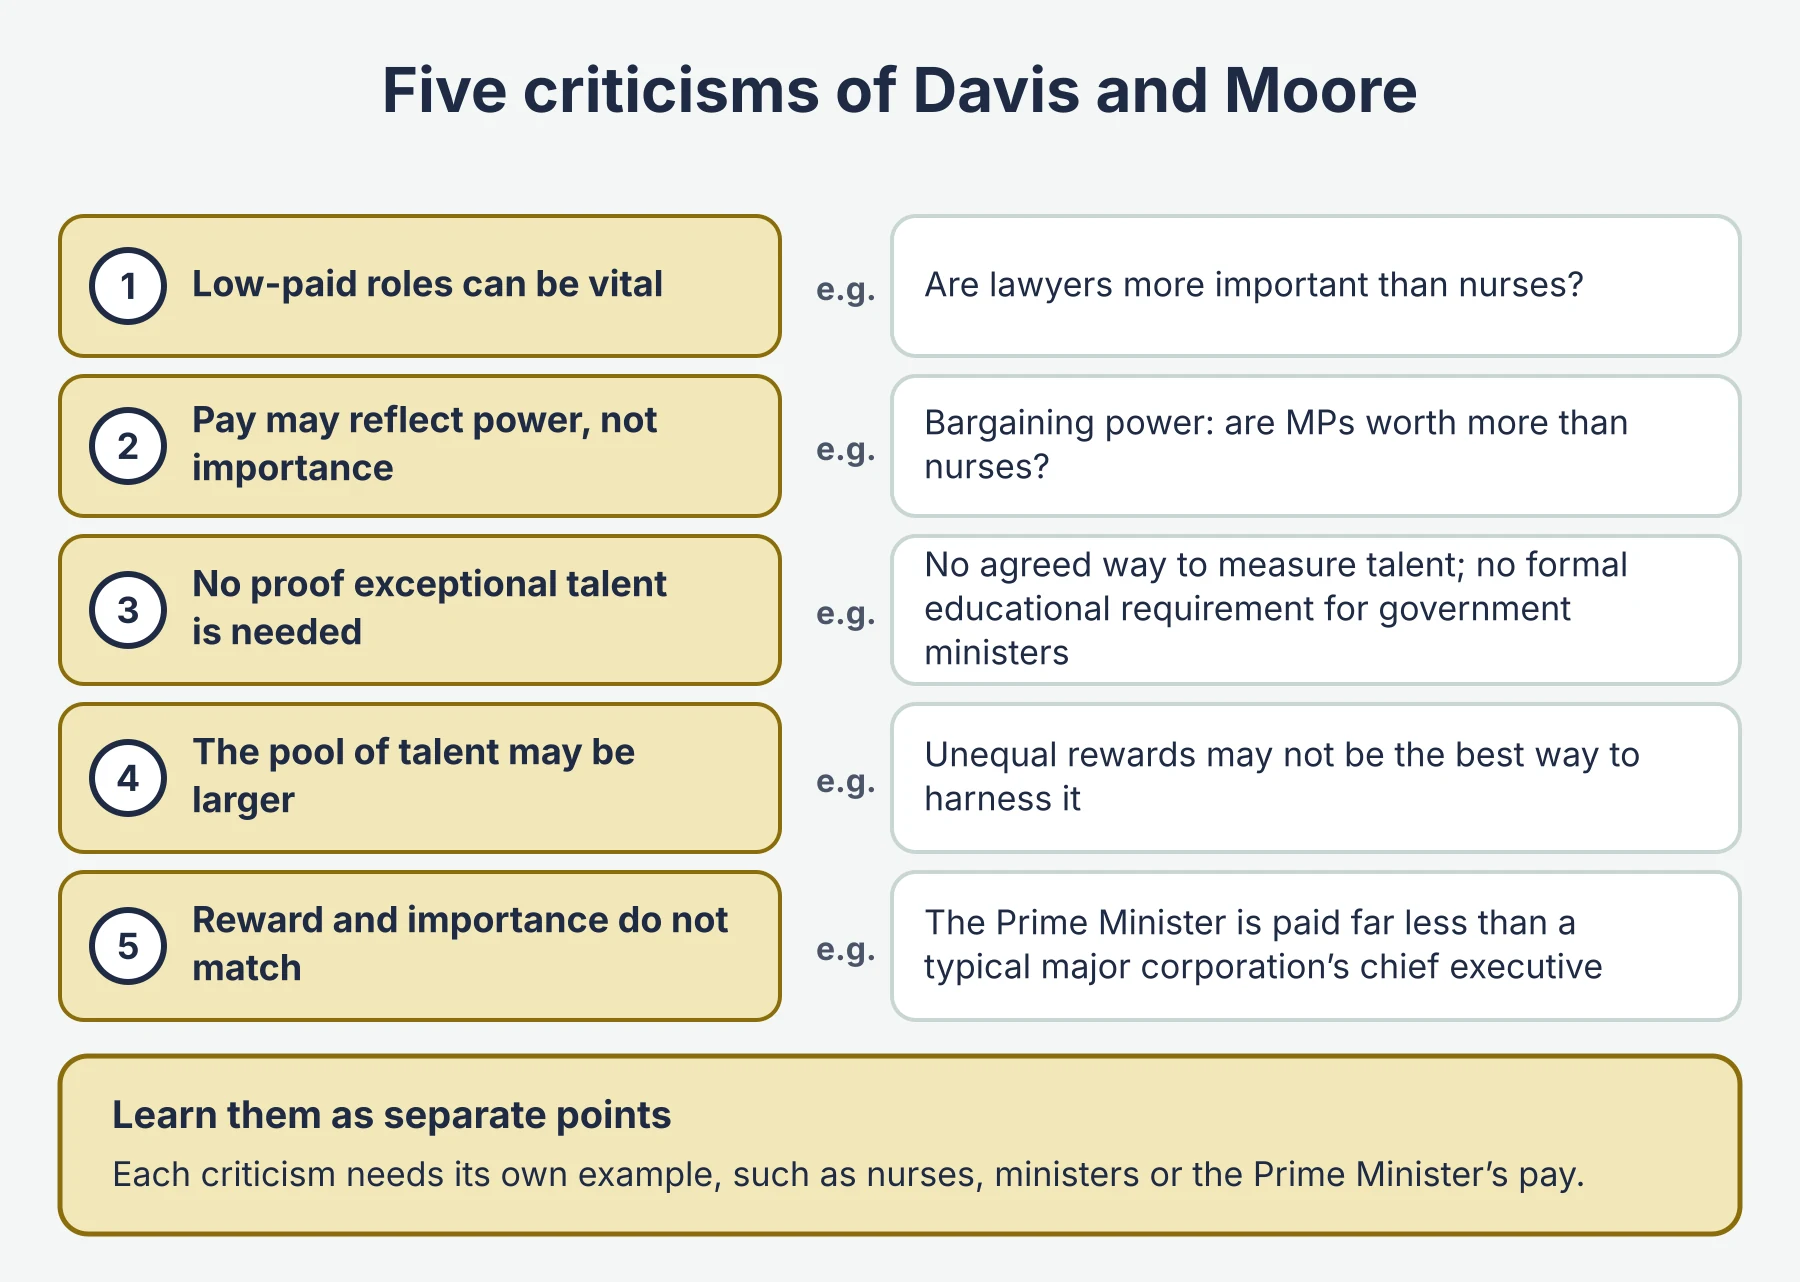 Five criticisms of Davis and Moore
1
Low-paid roles can be vital
e.g.
Are lawyers more important than nurses?
2
Pay may reflect power, not
importance
e.g.
Bargaining power: are MPs worth more than
nurses?
3
No proof exceptional talent
is needed
e.g.
No agreed way to measure talent; no formal
educational requirement for government
ministers
4
The pool of talent may be
larger
e.g.
Unequal rewards may not be the best way to
harness it
5
Reward and importance do not
match
e.g.
The Prime Minister is paid far less than a
typical major corporation’s chief executive
Learn them as separate points
Each criticism needs its own example, such as nurses, ministers or the Prime Minister’s pay.